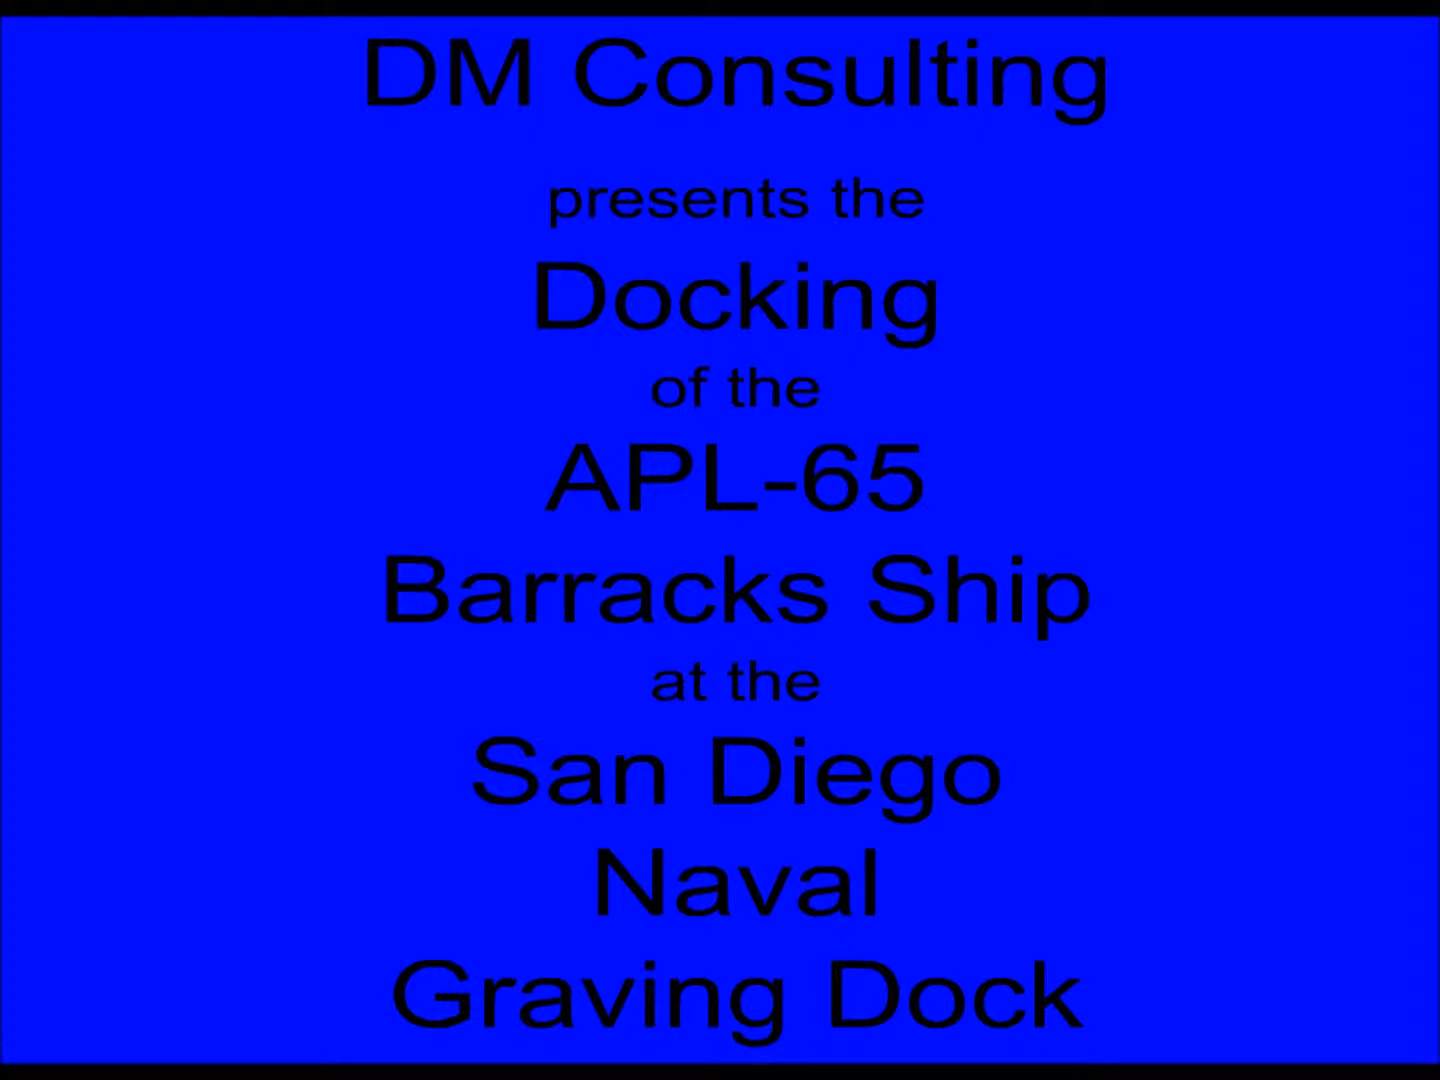 DM Consulting
presents the
Docking
of the
APL-65
Barracks Ship
at the
San Diego
Naval
Graving Dock